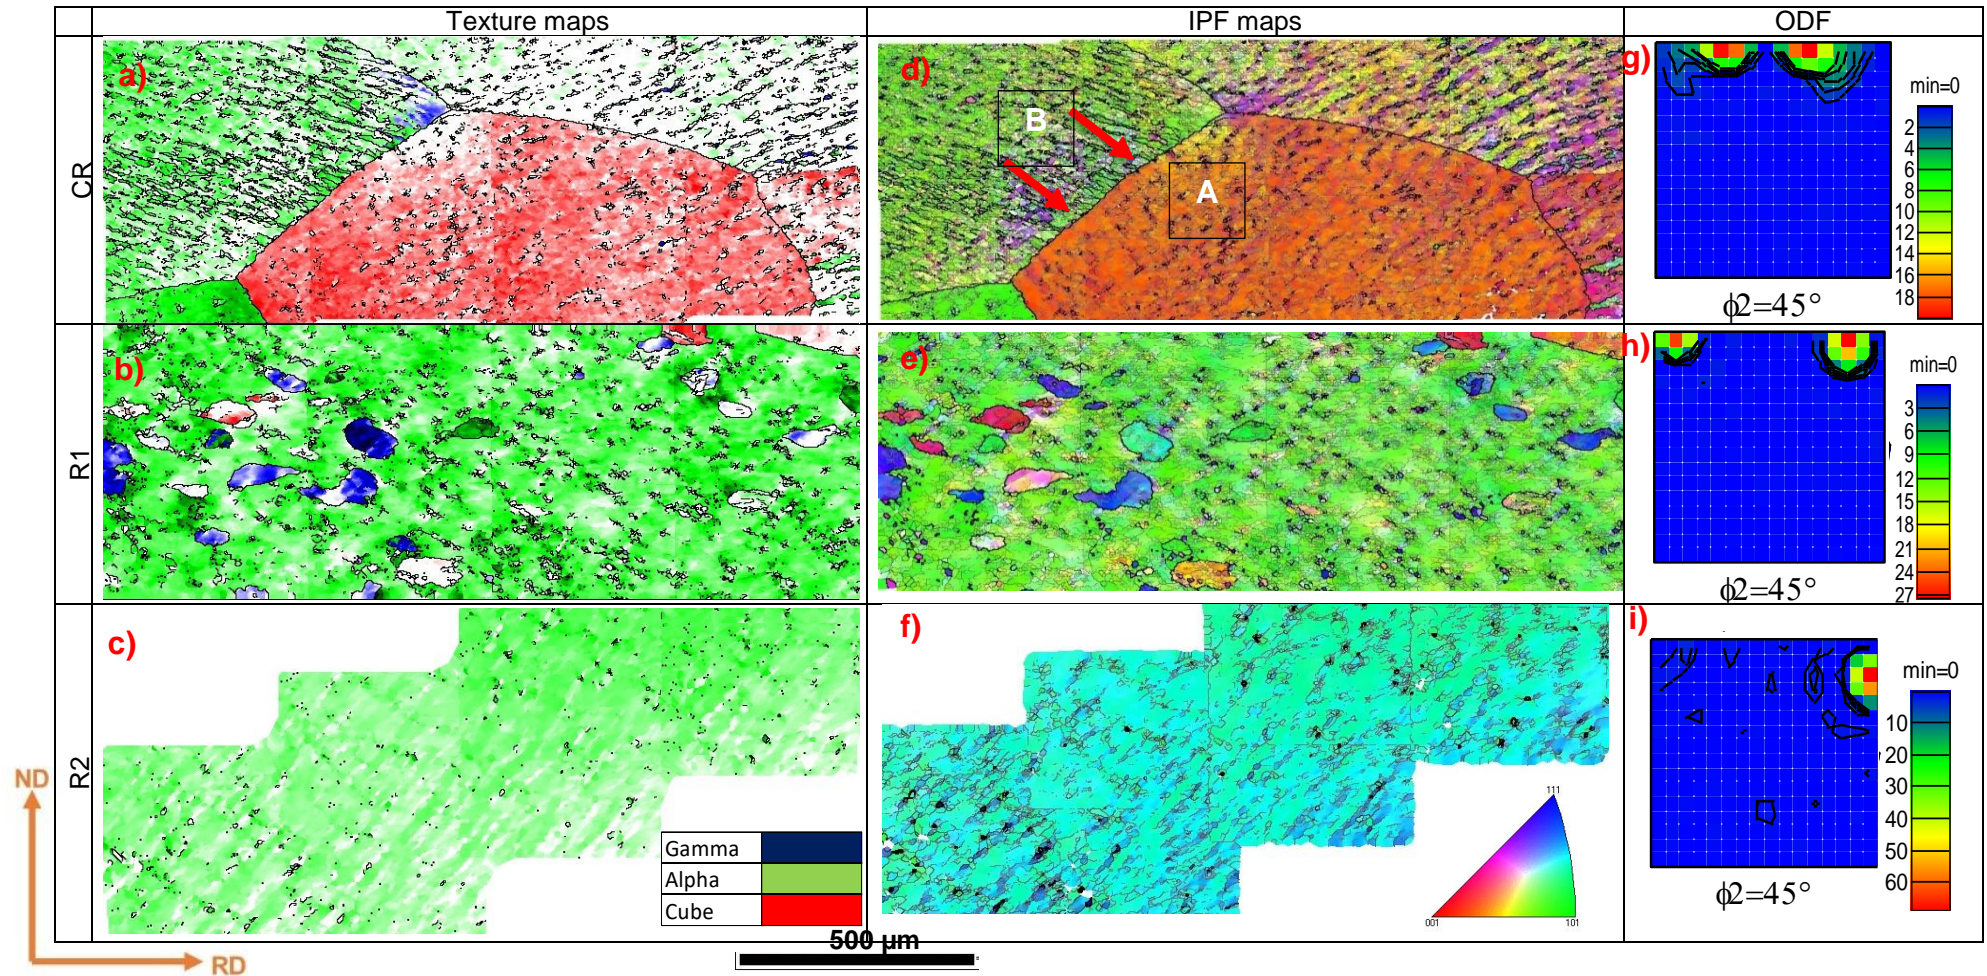 Texture maps
IPF maps
ODF
CR
a)
d)
B
A
g)
min=0
2
4
6
8
10
12
14
16
18
ϕ2=45°
R1
b)
e)
h)
min=0
3
6
9
12
15
18
21
24
27
ϕ2=45°
R2
c)
f)
i)
min=0
10
20
30
40
50
60
ϕ2=45°
Gamma
Alpha
Cube
111
001
101
ND
RD
500 µm